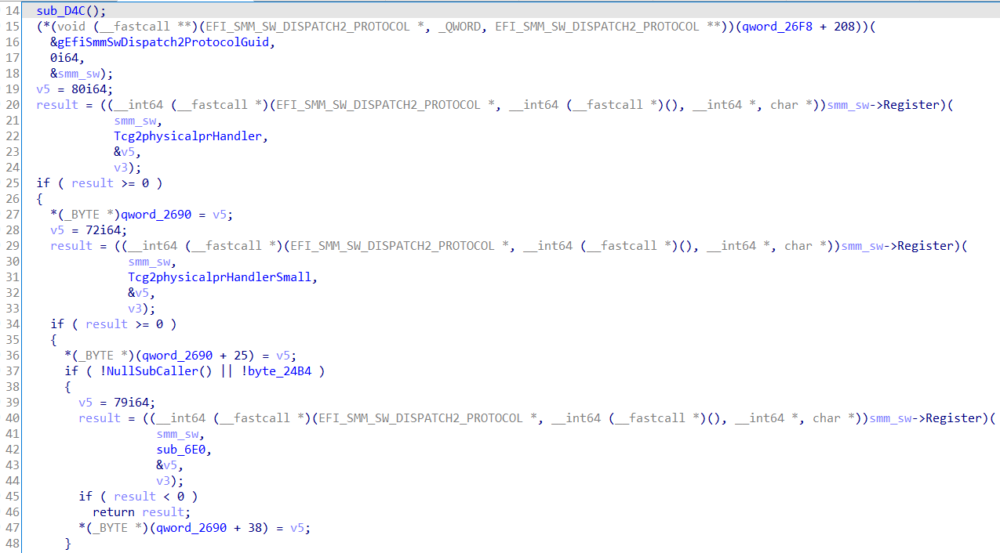 14 sub_D4C();
15 (*(void (__fastcall **)(EFI_SMM_SW_DISPATCH2_PROTOCOL *, _QWORD, EFI_SMM_SW_DISPATCH2_PROTOCOL **))(qword_26F8 + 208))(
16 &gEfiSmmSwDispatch2ProtocolGuid,
17 0i64,
18 &smm_sw);
19 v5 = 80i64;
20 result = ((__int64 (__fastcall *)(EFI_SMM_SW_DISPATCH2_PROTOCOL *, __int64 (__fastcall *)(), __int64 *, char *))smm_sw->Register)(
21 smm_sw,
22 Tcg2physicalprHandler,
23 &v5,
24 v3);
25 if ( result >= 0 )
26 {
27 *(_BYTE *)qword_2690 = v5;
28 v5 = 72i64;
29 result = ((__int64 (__fastcall *)(EFI_SMM_SW_DISPATCH2_PROTOCOL *, __int64 (__fastcall *)(), __int64 *, char *))smm_sw->Register)(
30 smm_sw,
31 Tcg2physicalprHandlerSmall,
32 &v5,
33 v3);
34 if ( result >= 0 )
35 {
36 *(_BYTE *)(qword_2690 + 25) = v5;
37 if ( !NullSubCaller() || !byte_24B4 )
38 {
39 v5 = 79i64;
40 result = ((__int64 (__fastcall *)(EFI_SMM_SW_DISPATCH2_PROTOCOL *, __int64 (__fastcall *)(), __int64 *, char *))smm_sw->Register)(
41 smm_sw,
42 sub_6E0,
43 &v5,
44 v3);
45 if ( result < 0 )
46 return result;
47 *(_BYTE *)(qword_2690 + 38) = v5;
48 }